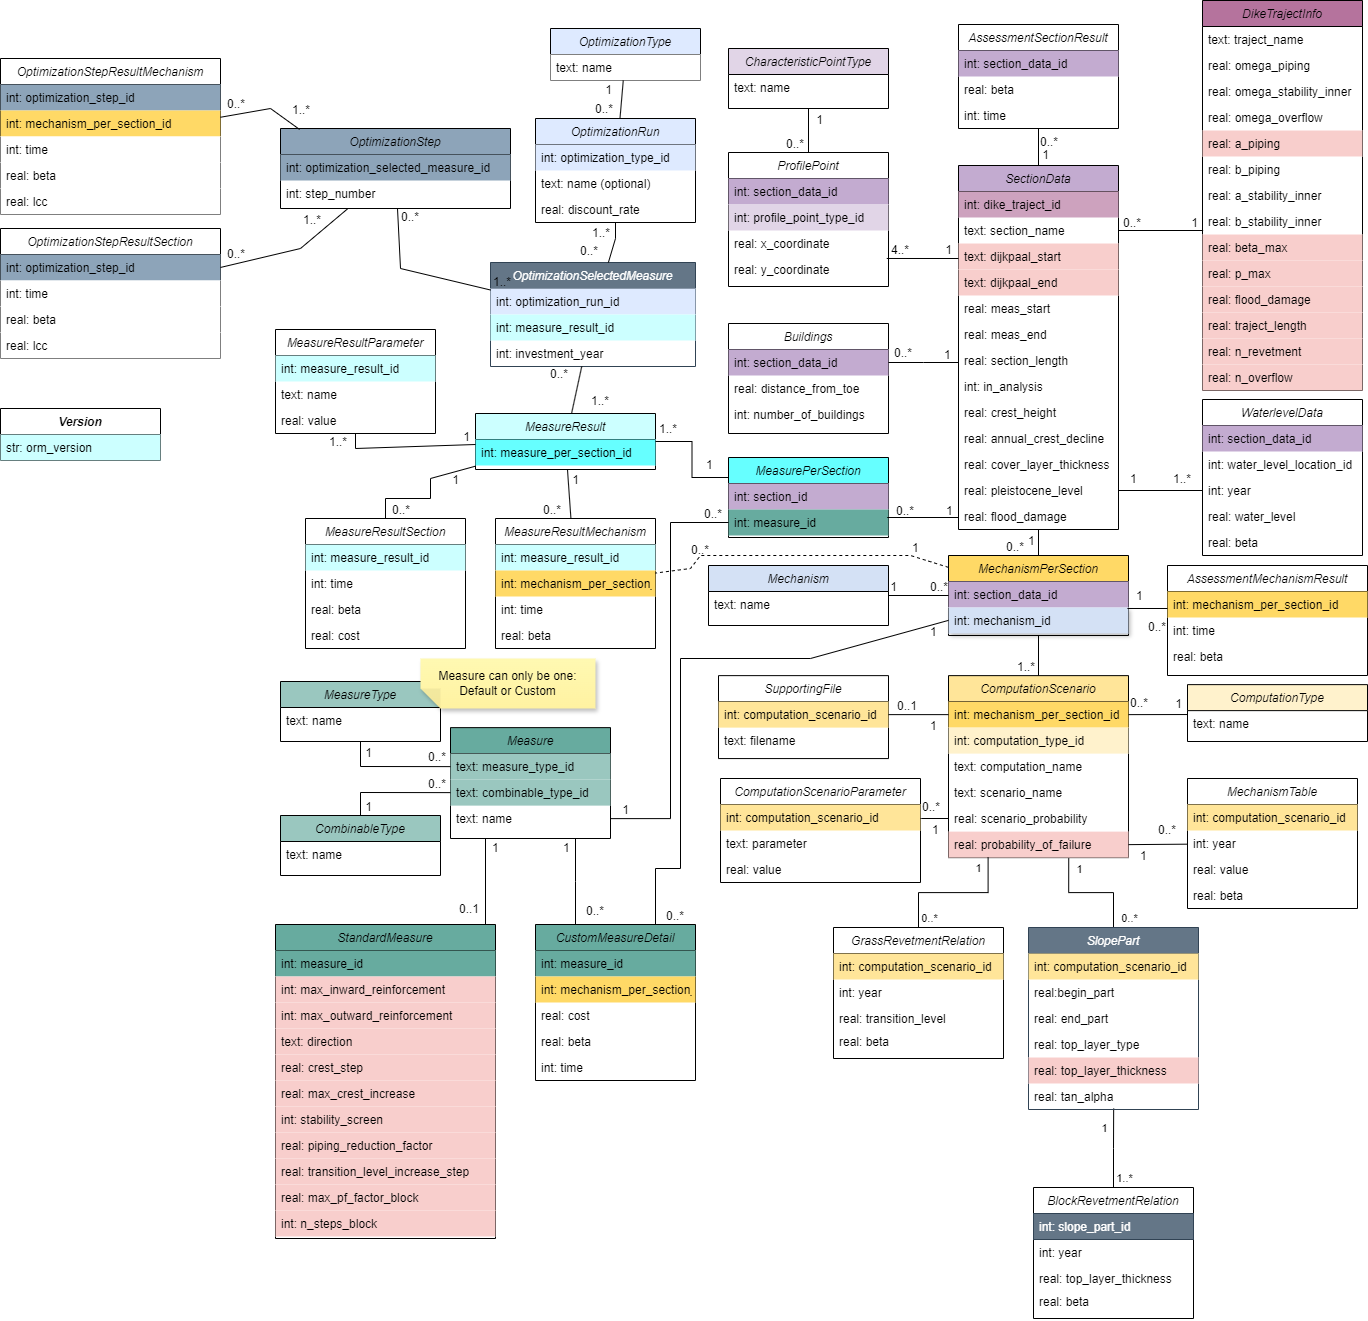 OptimizationStepResultMechanism
int: optimization_step_id
int: mechanism_per_section_id
int: time
real: beta
real: lcc
0..*
1..*
OptimizationStepResultSection
int: optimization_step_id
int: time
real: beta
real: lcc
0..*
1..*
OptimizationStep
int: optimization_selected_measure_id
int: step_number
0..*
1..*
OptimizationType
text: name
1
0..*
OptimizationRun
int: optimization_type_id
text: name (optional)
real: discount_rate
1..*
0..*
OptimizationSelectedMeasure
int: optimization_run_id
int: measure_result_id
int: investment_year
0..*
1..*
Version
str: orm_version
MeasureResultParameter
int: measure_result_id
text: name
real: value
1..*
1
MeasureResult
int: measure_per_section_id
1..*
1
1
0..*
1
0..*
MeasureResultSection
int: measure_result_id
int: time
real: beta
real: cost
MeasureResultMechanism
int: measure_result_id
int: mechanism_per_section_
int: time
real: beta
0..*
1
CharacteristicPointType
text: name
1
0..*
ProfilePoint
int: section_data_id
int: profile_point_type_id
real: x_coordinate
real: y_coordinate
4..*
1
Buildings
int: section_data_id
real: distance_from_toe
int: number_of_buildings
0..*
1
MeasurePerSection
int: section_id
int: measure_id
0..*
1
0..*
AssessmentSectionResult
int: section_data_id
real: beta
int: time
0..*
1
SectionData
int: dike_traject_id
text: section_name
text: dijkpaal_start
text: dijkpaal_end
real: meas_start
real: meas_end
real: section_length
int: in_analysis
real: crest_height
real: annual_crest_decline
real: cover_layer_thickness
real: pleistocene_level
real: flood_damage
0..*
1
1
1..*
0..*
1
DikeTrajectInfo
text: traject_name
real: omega_piping
real: omega_stability_inner
real: omega_overflow
real: a_piping
real: b_piping
real: a_stability_inner
real: b_stability_inner
real: beta_max
real: p_max
real: flood_damage
real: traject_length
real: n_revetment
real: n_overflow
WaterlevelData
int: section_data_id
int: water_level_location_id
int: year
real: water_level
real: beta
Mechanism
text: name
1
0..*
MechanismPerSection
int: section_data_id
int: mechanism_id
1
1
0..*
1..*
AssessmentMechanismResult
int: mechanism_per_section_id
int: time
real: beta
SupportingFile
int: computation_scenario_id
text: filename
0..1
1
ComputationScenario
int: mechanism_per_section_id
int: computation_type_id
text: computation_name
text: scenario_name
real: scenario_probability
real: probability_of_failure
0..*
1
ComputationType
text: name
ComputationScenarioParameter
int: computation_scenario_id
text: parameter
real: value
0..*
1
MechanismTable
int: computation_scenario_id
int: year
real: value
real: beta
0..*
1
1
0..*
1
0..*
GrassRevetmentRelation
int: computation_scenario_id
int: year
real: transition_level
real: beta
SlopePart
int: computation_scenario_id
real:begin_part
real: end_part
real: top_layer_type
real: top_layer_thickness
real: tan_alpha
1
1..*
BlockRevetmentRelation
int: slope_part_id
int: year
real: top_layer_thickness
real: beta
Measure can only be one:
Default or Custom
MeasureType
text: name
1
0..*
CombinableType
text: name
1
0..*
Measure
text: measure_type_id
text: combinable_type_id
text: name
1
1
0..1
1
0..*
0..*
StandardMeasure
int: measure_id
int: max_inward_reinforcement
int: max_outward_reinforcement
text: direction
real: crest_step
real: max_crest_increase
int: stability_screen
real: piping_reduction_factor
real: transition_level_increase_step
real: max_pf_factor_block
int: n_steps_block
CustomMeasureDetail
int: measure_id
int: mechanism_per_section_
real: cost
real: beta
int: time